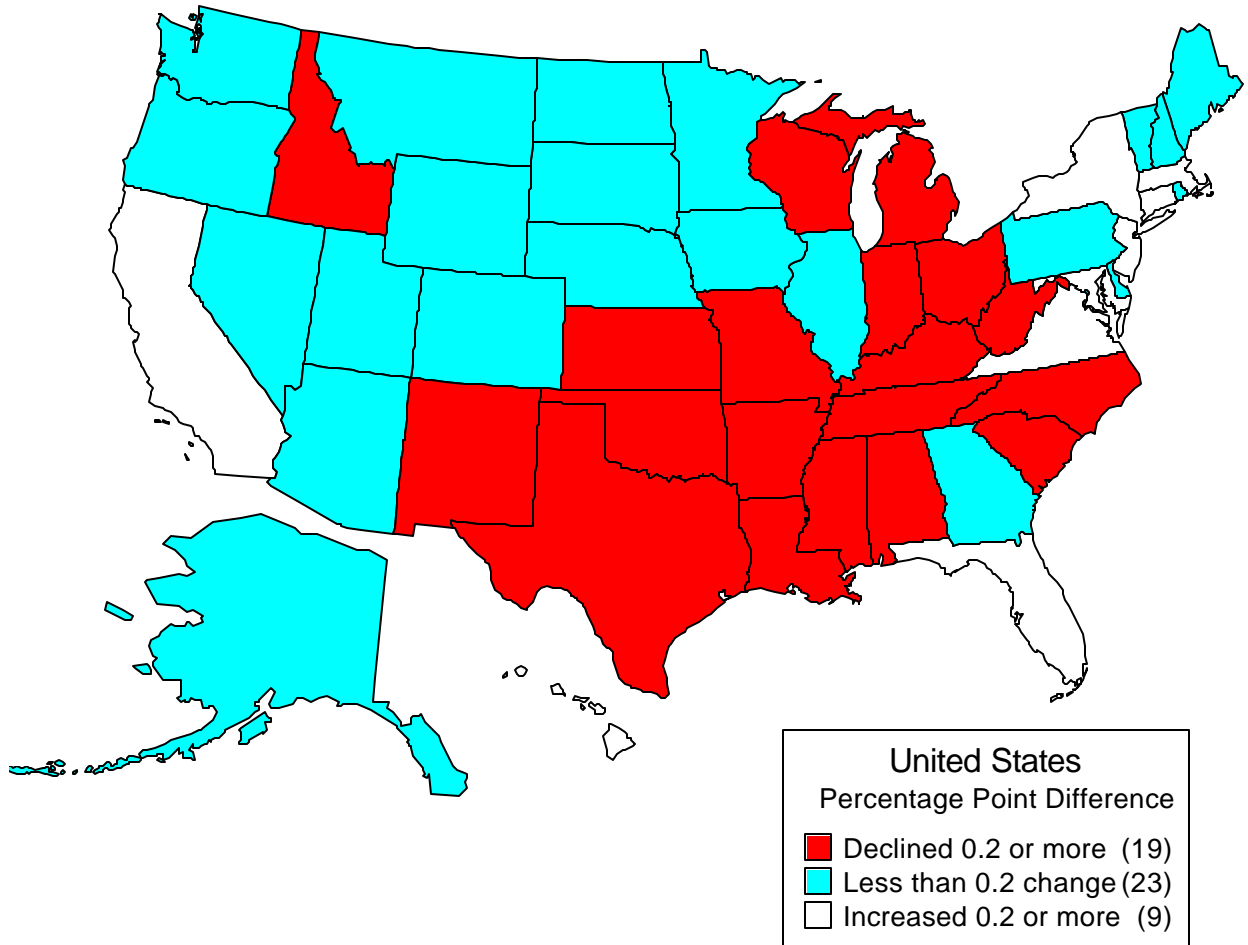 United States
Percentage Point Difference
Declined 0.2 or more (19)
Less than 0.2 change (23)
Increased 0.2 or more (9)